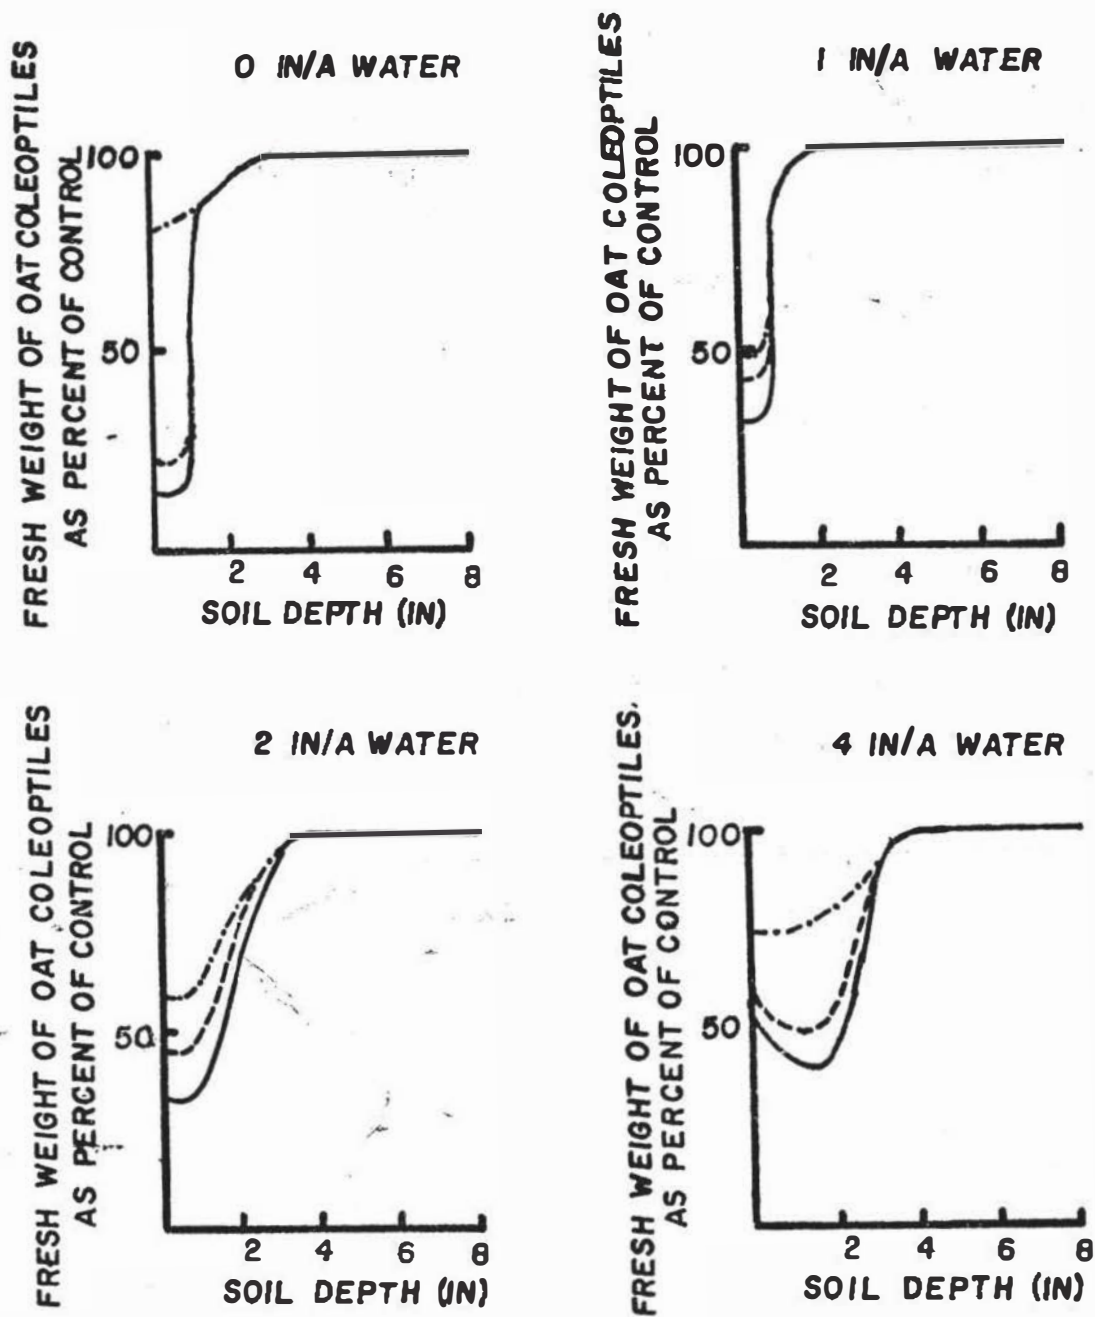 0 IN/A WATER
FRESH WEIGHT OF OAT COLEOPTILES
AS PERCENT OF CONTROL
100
50
2 4 6 8
SOIL DEPTH (IN)
1 IN/A WATER
FRESH WEIGHT OF OAT COLEOPTILES
AS PERCENT OF CONTROL
100
50
2 4 6 8
SOIL DEPTH (IN)
2 IN/A WATER
FRESH WEIGHT OF OAT COLEOPTILES
AS PERCENT OF CONTROL
100
50
2 4 6 8
SOIL DEPTH (IN)
4 IN/A WATER
FRESH WEIGHT OF OAT COLEOPTILES.
AS PERCENT OF CONTROL
100
50
2 4 6 8
SOIL DEPTH (IN)